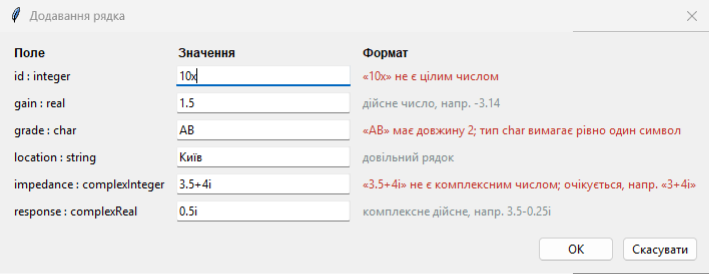 Додавання рядка
Поле Значення Формат
id : integer 10x «10x» не є цілим числом
gain : real 1.5 дійсне число, напр. -3.14
grade : char AB «AB» має довжину 2; тип char вимагає рівно один символ
location : string Київ довільний рядок
impedance : complexInteger 3.5+4i «3.5+4i» не є комплексним числом; очікується, напр. «3+4i»
response : complexReal 0.5i комплексне дійсне, напр. 3.5-0.25i
OK Скасувати